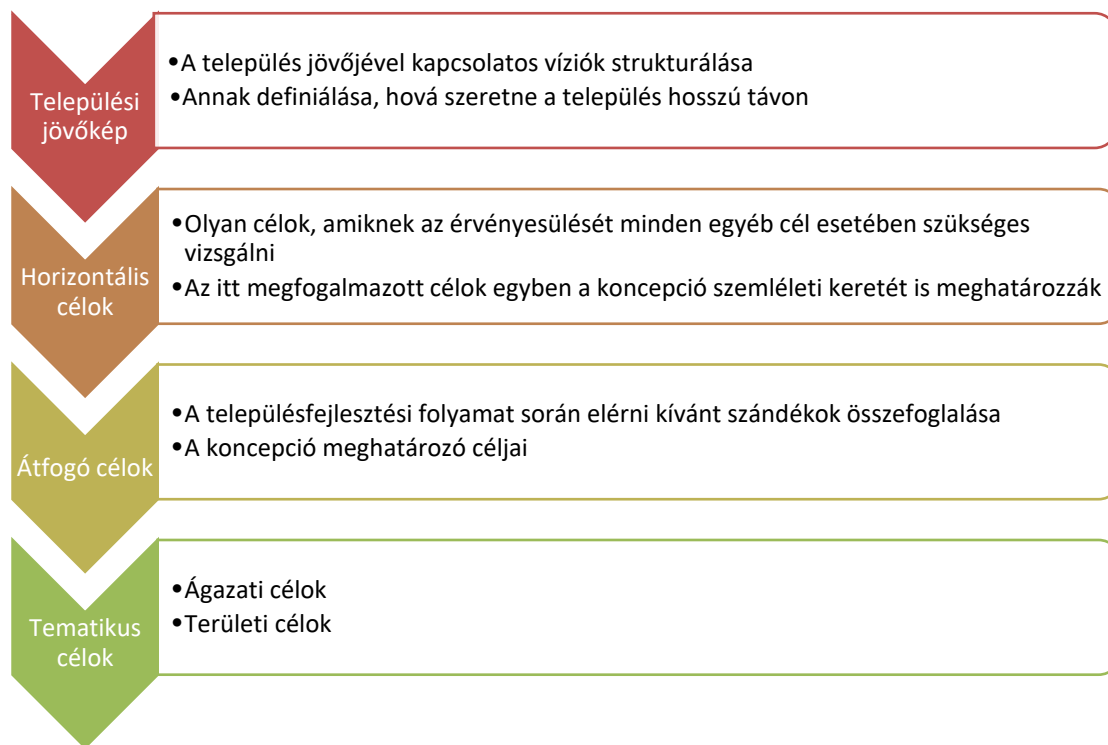 Települési
jövőkép
•A település jövőjével kapcsolatos víziók strukturálása
•Annak definiálása, hová szeretne a település hosszú távon
Horizontális
célok
•Olyan célok, amiknek az érvényesülését minden egyéb cél esetében szükséges
vizsgálni
•Az itt megfogalmazott célok egyben a koncepció szemléleti keretét is meghatározzák
Átfogó célok
•A településfejlesztési folyamat során elérni kívánt szándékok összefoglalása
•A koncepció meghatározó céljai
Tematikus
célok
•Ágazati célok
•Területi célok